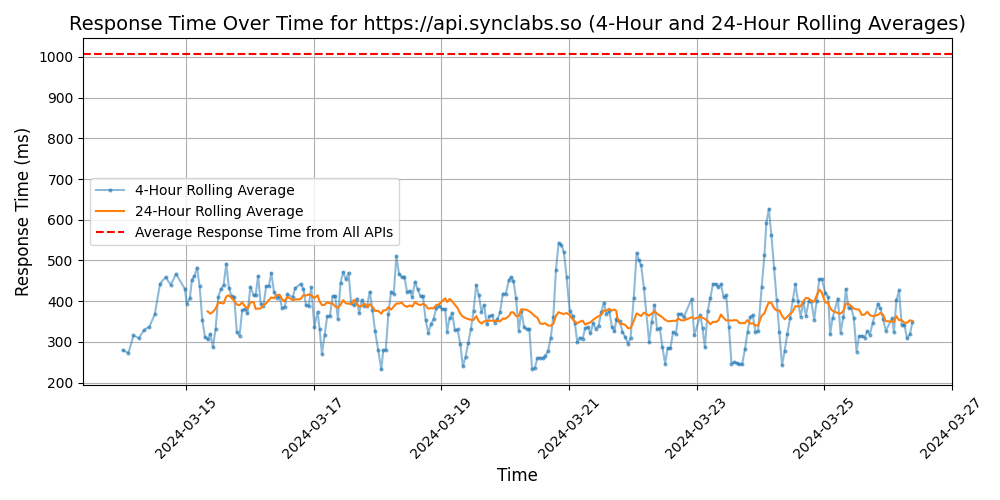 Response Time Over Time for https://api.synclabs.so (4-Hour and 24-Hour Rolling Averages)
Response Time (ms)
1000
900
800
700
600
500
400
300
200
4-Hour Rolling Average
24-Hour Rolling Average
Average Response Time from All APIs
2024-03-15
2024-03-17
2024-03-19
2024-03-21
2024-03-23
2024-03-25
2024-03-27
Time